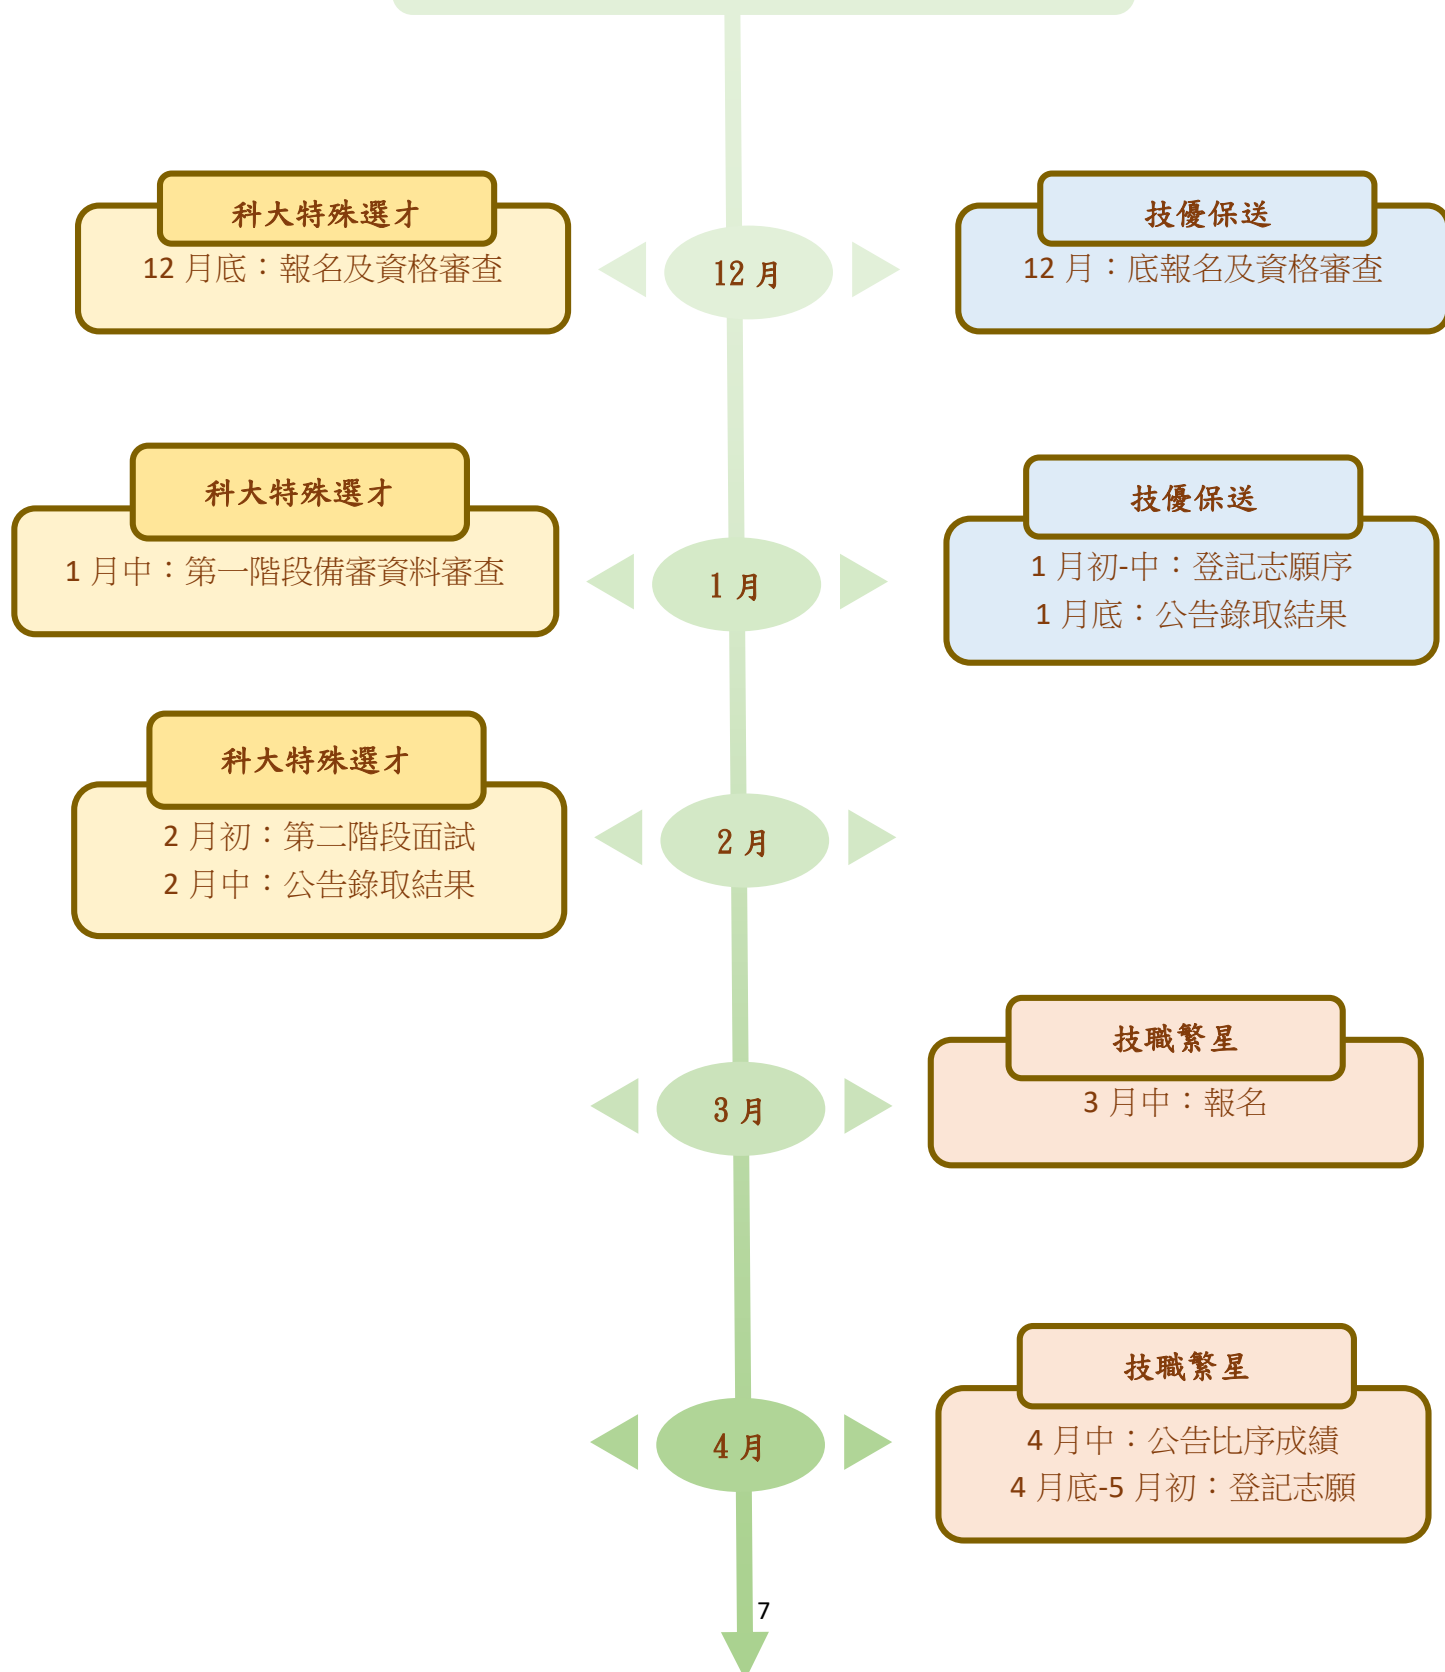 科大特殊選才
12 月底：報名及資格審查
12 月
技優保送
12 月：底報名及資格審查
科大特殊選才
1 月中：第一階段備審資料審查
1 月
技優保送
1 月初-中：登記志願序
1 月底：公告錄取結果
科大特殊選才
2 月初：第二階段面試
2 月中：公告錄取結果
2 月
3 月
技職繁星
3 月中：報名
4 月
技職繁星
4 月中：公告比序成績
4 月底-5 月初：登記志願
7